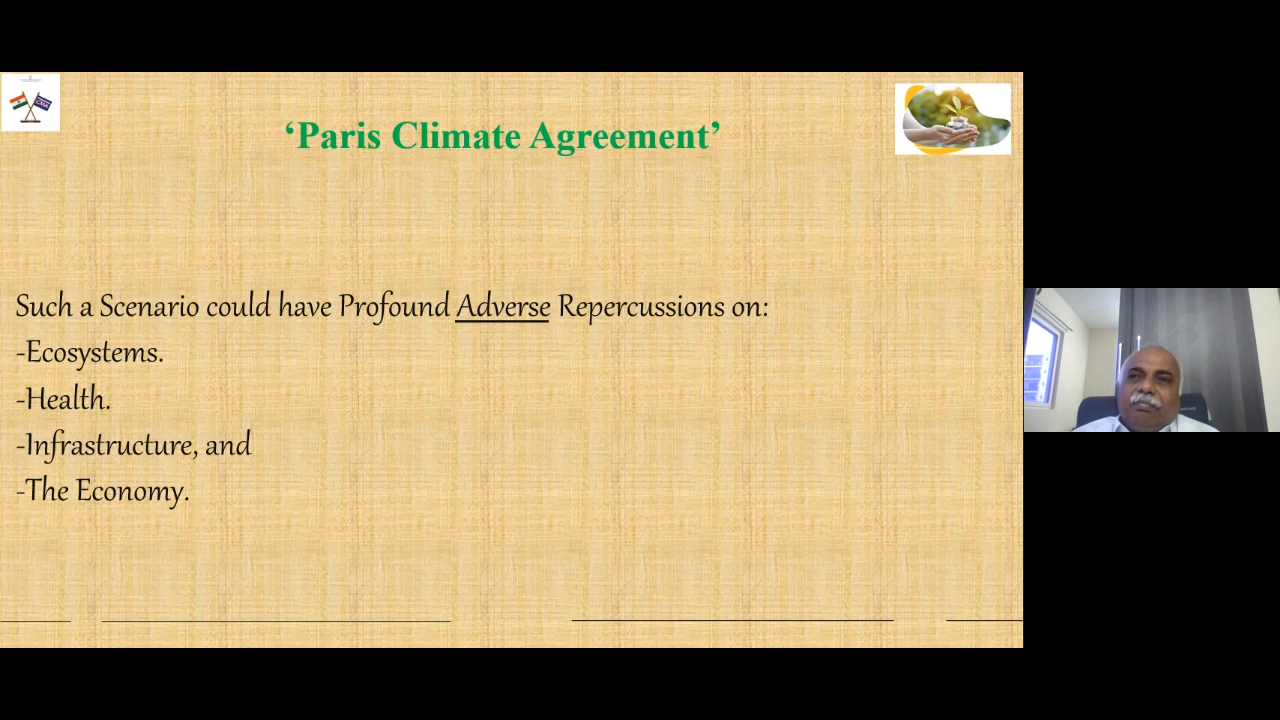 ‘Paris Climate Agreement’
Such a Scenario could have Profound Adverse Repercussions on:
-Ecosystems.
-Health.
-Infrastructure, and
-The Economy.